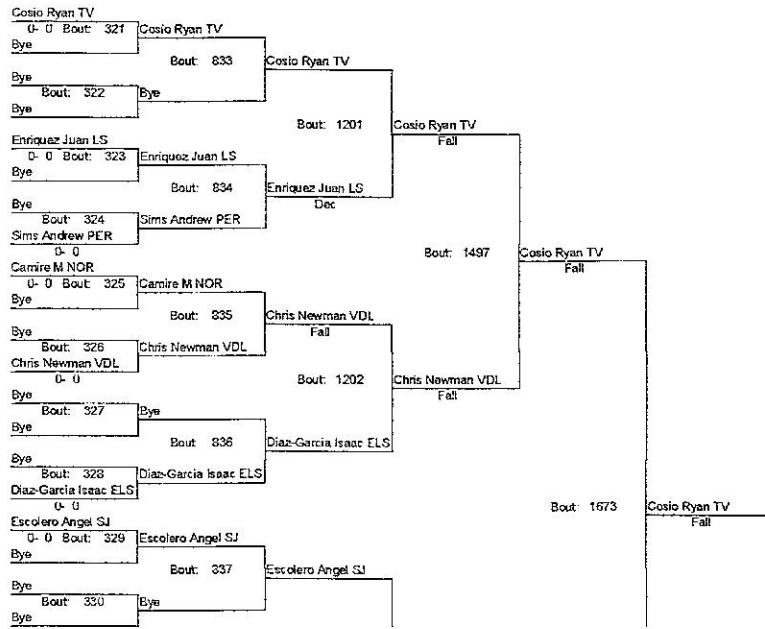 Cosio Ryan TV
0- 0 Bout: 321 Cosio Ryan TV
Bye
Bout: 833 Cosio Ryan TV
Bye
Bout: 322 Bye
Bye
Bout: 1201 Cosio Ryan TV
Fall
Enriquez Juan LS
0- 0 Bout: 323 Enriquez Juan LS
Bye
Bout: 834 Enriquez Juan LS
Dec
Bye
Bout: 324 Sims Andrew PER
Sims Andrew PER
0- 0
Bout: 1497 Cosio Ryan TV
Fall
Camire M NOR
0- 0 Bout: 325 Camire M NOR
Bye
Bout: 835 Chris Newman VDL
Fall
Bye
Bout: 326 Chris Newman VDL
Chris Newman VDL
0- 0
Bout: 1202 Chris Newman VDL
Fall
Bye
Bout: 327 Bye
Bye
Bout: 836 Diaz-Garcia Isaac ELS
Bye
Bout: 328 Diaz-Garcia Isaac ELS
Diaz-Garcia Isaac ELS
0- 0
Bout: 1673 Cosio Ryan TV
Fall
Escolero Angel SJ
0- 0 Bout: 329 Escolero Angel SJ
Bye
Bout: 337 Escolero Angel SJ
Bye
Bout: 330 Bye
Bye